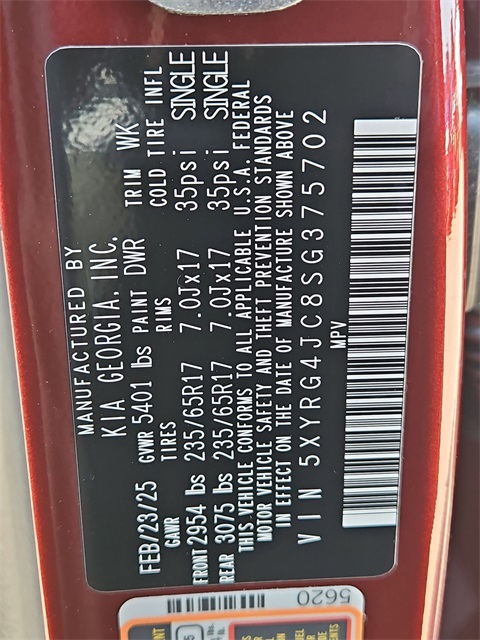 MANUFACTURED BY
KIA GEORGIA, INC.
FEB/23/25 GVWR 5401 lbs PAINT DWR TRIM WK
GAWR TIRES RIMS COLD TIRE INFL
FRONT 2954 lbs 235/65R17 7.0Jx17 35psi SINGLE
REAR 3075 lbs 235/65R17 7.0Jx17 35psi SINGLE
THIS VEHICLE CONFORMS TO ALL APPLICABLE U.S.A. FEDERAL
MOTOR VEHICLE SAFETY AND THEFT PREVENTION STANDARDS
IN EFFECT ON THE DATE OF MANUFACTURE SHOWN ABOVE
VIN 5XYRG4JC8SG375702
MPV
5620